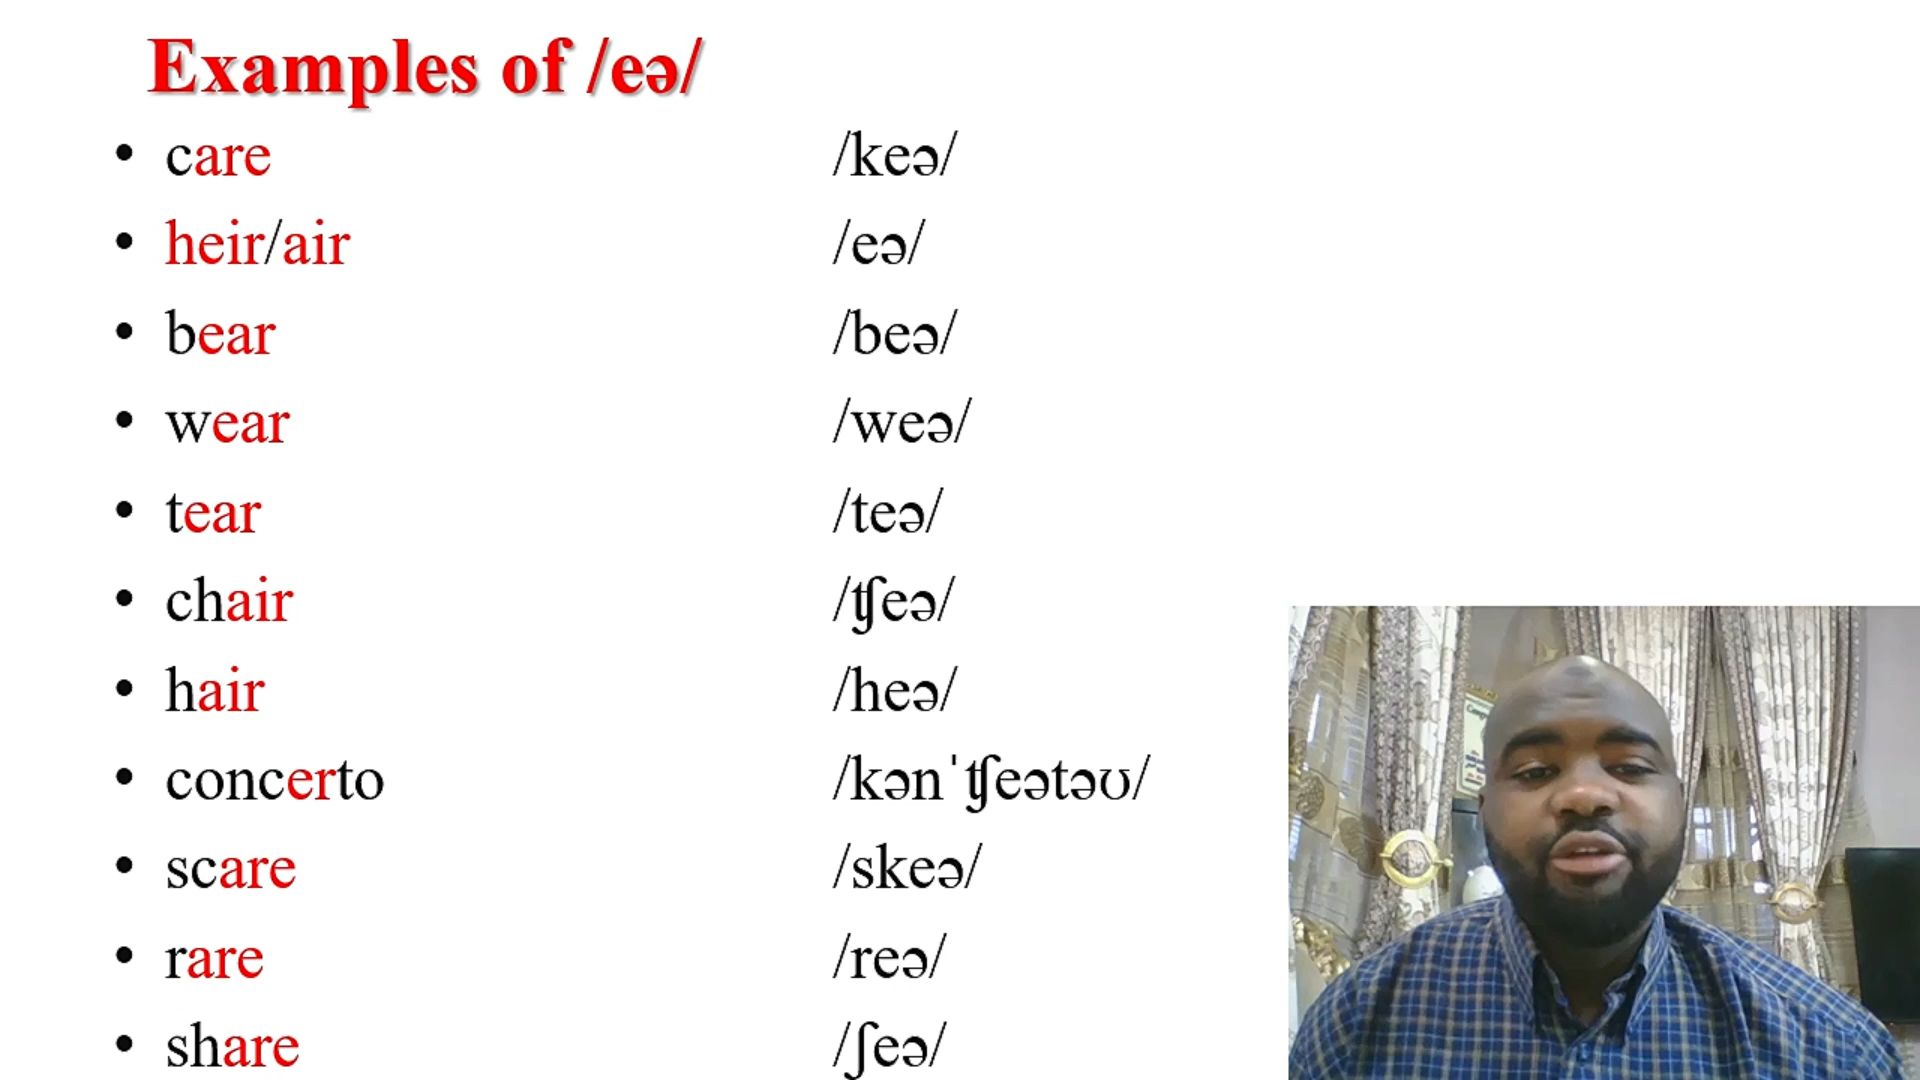 Examples of /eə/
• care /keə/
• heir/air /eə/
• bear /beə/
• wear /weə/
• tear /teə/
• chair /ʧeə/
• hair /heə/
• concerto /kənˈʧeətəʊ/
• scare /skeə/
• rare /reə/
• share /ʃeə/